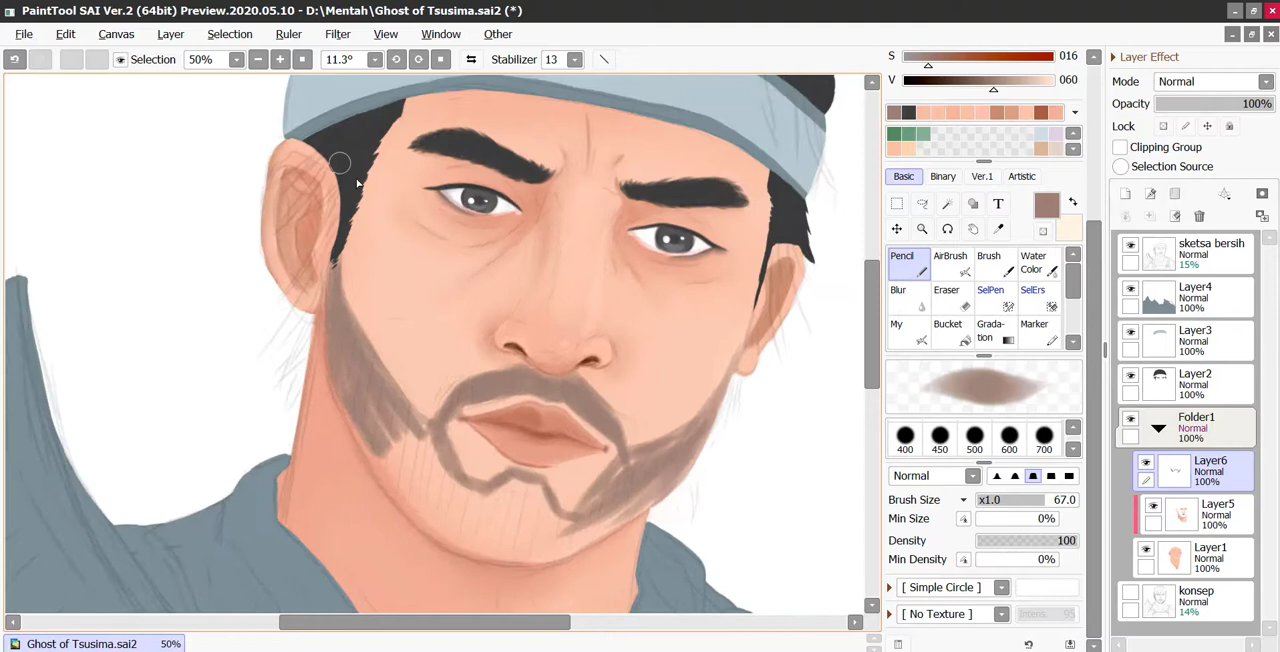 PaintTool SAI Ver.2 (64bit) Preview.2020.05.10 - D:\Mentah\Ghost of Tsusima.sai2 (*)
File Edit Canvas Layer Selection Ruler Filter View Window Other
Selection 50% 11.3° Stabilizer 13
S 016
V 060
Basic Binary Ver.1 Artistic
T
Pencil AirBrush Brush Water Color
Blur Eraser SelPen SelErs
My Bucket Grada-tion Marker
400 450 500 600 700
Normal
Brush Size x1.0 67.0
Min Size 0%
Density 100
Min Density 0%
[ Simple Circle ]
[ No Texture ] Intens. 95
Layer Effect
Mode Normal
Opacity 100%
Lock
Clipping Group
Selection Source
sketsa bersih
Normal
15%
Layer4
Normal
100%
Layer3
Normal
100%
Layer2
Normal
100%
Folder1
Normal
100%
Layer6
Normal
100%
Layer5
Normal
100%
Layer1
Normal
100%
konsep
Normal
14%
Ghost of Tsusima.sai2 50%